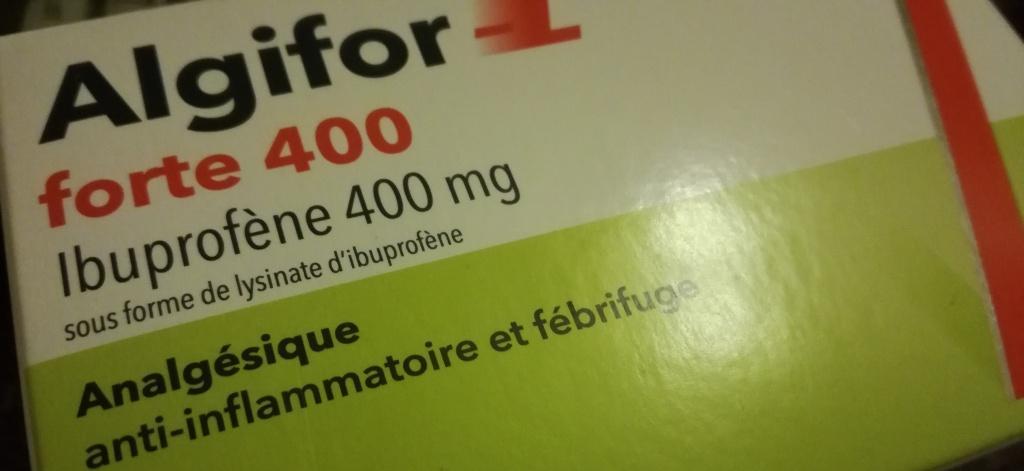 Algifor-L
forte 400
Ibuprofène 400 mg
sous forme de lysinate d'ibuprofène
Analgésique
anti-inflammatoire et fébrifuge